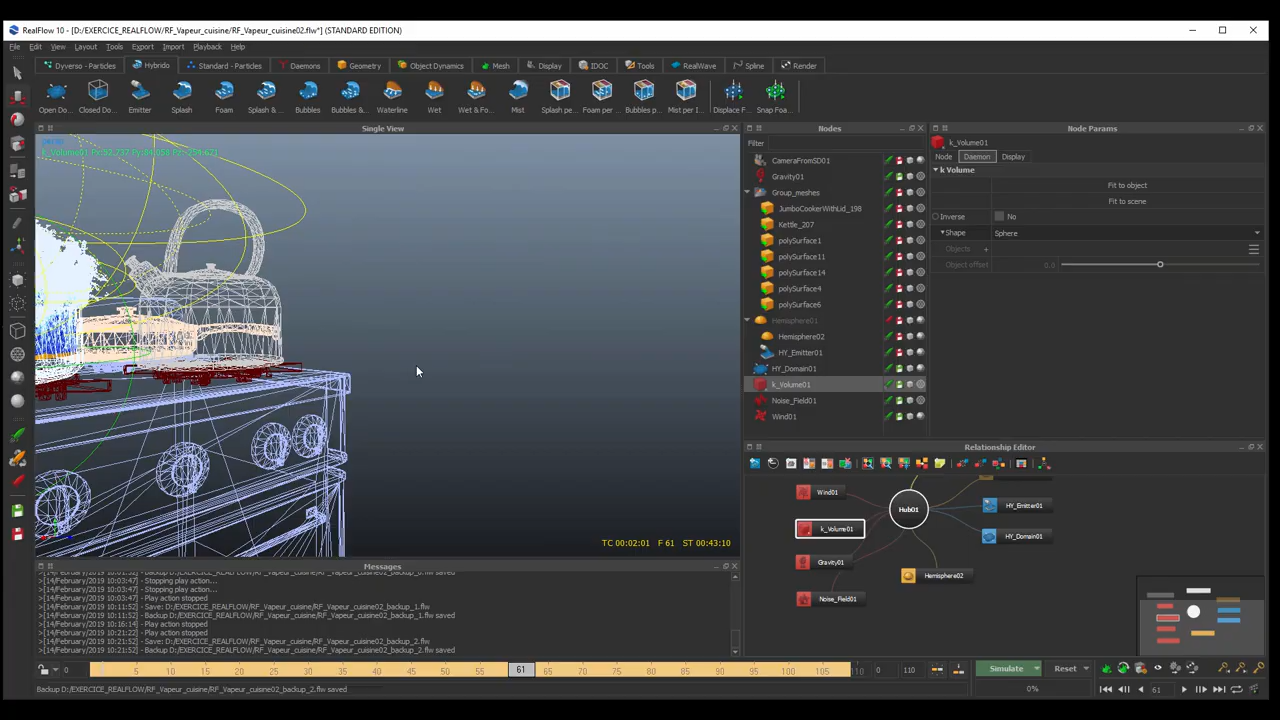 RealFlow 10 - [D:/EXERCICE_REALFLOW/RF_Vapeur_cuisine/RF_Vapeur_cuisine02.flw*] (STANDARD EDITION)
File Edit View Layout Tools Export Import Playback Help
Dyverso - Particles Hybrido Standard - Particles Daemons Geometry Object Dynamics Mesh Display IDOC Tools RealWave Spline Render
Open Do... Closed Do... Emitter Splash Foam Splash &... Bubbles Bubbles &... Waterline Wet Wet & Fo... Mist Splash pe... Foam per... Bubbles p... Mist per I... Displace F... Snap Foa...
Single View
Nodes
Node Params
Filter
k_Volume01
Node Daemon Display
k Volume
Fit to object
Fit to scene
Inverse No
Shape Sphere
Objects +
Object offset 0.0
CameraFromSD01
Gravity01
Group_meshes
JumboCookerWithLid_198
Kettle_207
polySurface1
polySurface11
polySurface14
polySurface4
polySurface6
Hemisphere01
Hemisphere02
HY_Emitter01
HY_Domain01
k_Volume01
Noise_Field01
Wind01
Relationship Editor
Wind01
k_Volume01
Gravity01
Noise_Field01
Hub01
HY_Emitter01
HY_Domain01
Hemisphere02
TC 00:02:01 F 61 ST 00:43:10
Messages
>[14/February/2019 10:03:47] - Stopping play action...
>[14/February/2019 10:03:47] - Stopping play action...
>[14/February/2019 10:03:47] - Play action stopped
>[14/February/2019 10:11:52] - Save: D:/EXERCICE_REALFLOW/RF_Vapeur_cuisine/RF_Vapeur_cuisine02_backup_1.flw
>[14/February/2019 10:11:52] - Backup D:/EXERCICE_REALFLOW/RF_Vapeur_cuisine/RF_Vapeur_cuisine02_backup_1.flw saved
>[14/February/2019 10:16:14] - Play action stopped
>[14/February/2019 10:21:22] - Play action stopped
>[14/February/2019 10:21:52] - Save: D:/EXERCICE_REALFLOW/RF_Vapeur_cuisine/RF_Vapeur_cuisine02_backup_2.flw
>[14/February/2019 10:21:52] - Backup D:/EXERCICE_REALFLOW/RF_Vapeur_cuisine/RF_Vapeur_cuisine02_backup_2.flw saved
0 5 10 15 20 25 30 35 40 45 50 55 61 65 70 75 80 85 90 95 100 105 0 110
Simulate Reset
Backup D:/EXERCICE_REALFLOW/RF_Vapeur_cuisine/RF_Vapeur_cuisine02_backup_2.flw saved
0%
61